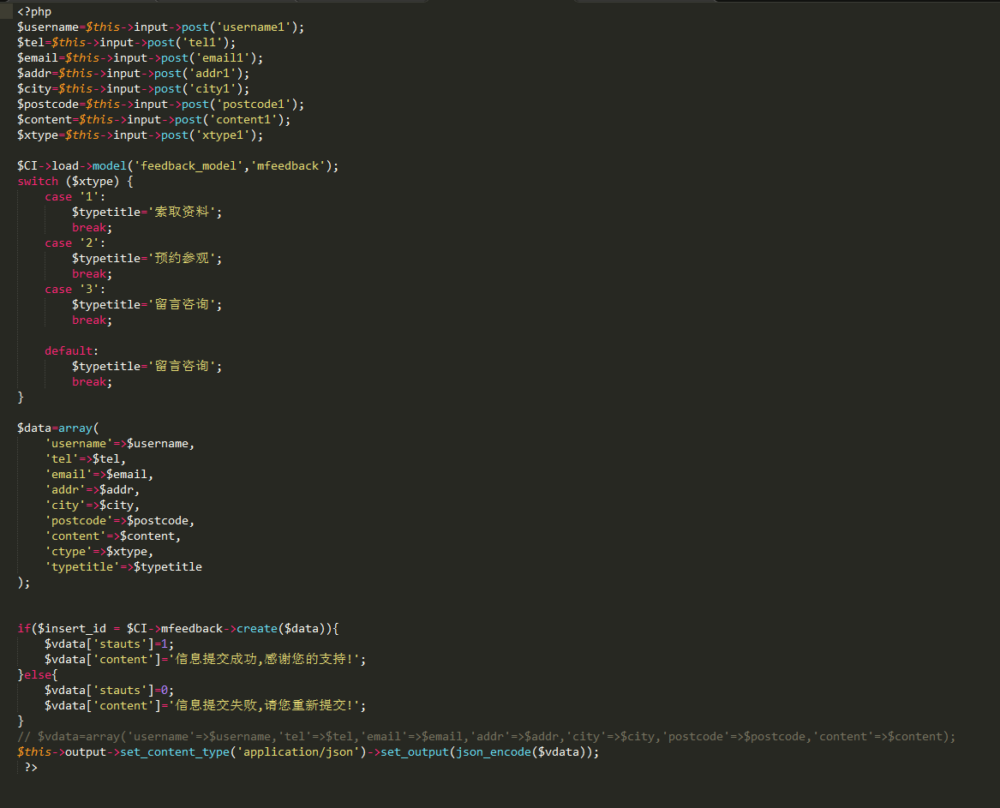 <?php
$username=$this->input->post('username1');
$tel=$this->input->post('tel1');
$email=$this->input->post('email1');
$addr=$this->input->post('addr1');
$city=$this->input->post('city1');
$postcode=$this->input->post('postcode1');
$content=$this->input->post('content1');
$xtype=$this->input->post('xtype1');
$CI->load->model('feedback_model','mfeedback');
switch ($xtype) {
case '1':
$typetitle='索取资料';
break;
case '2':
$typetitle='预约参观';
break;
case '3':
$typetitle='留言咨询';
break;
default:
$typetitle='留言咨询';
break;
}
$data=array(
'username'=>$username,
'tel'=>$tel,
'email'=>$email,
'addr'=>$addr,
'city'=>$city,
'postcode'=>$postcode,
'content'=>$content,
'ctype'=>$xtype,
'typetitle'=>$typetitle
);
if($insert_id = $CI->mfeedback->create($data)){
$vdata['stauts']=1;
$vdata['content']='信息提交成功,感谢您的支持!';
}else{
$vdata['stauts']=0;
$vdata['content']='信息提交失败,请您重新提交!';
}
// $vdata=array('username'=>$username,'tel'=>$tel,'email'=>$email,'addr'=>$addr,'city'=>$city,'postcode'=>$postcode,'content'=>$content);
$this->output->set_content_type('application/json')->set_output(json_encode($vdata));
?>